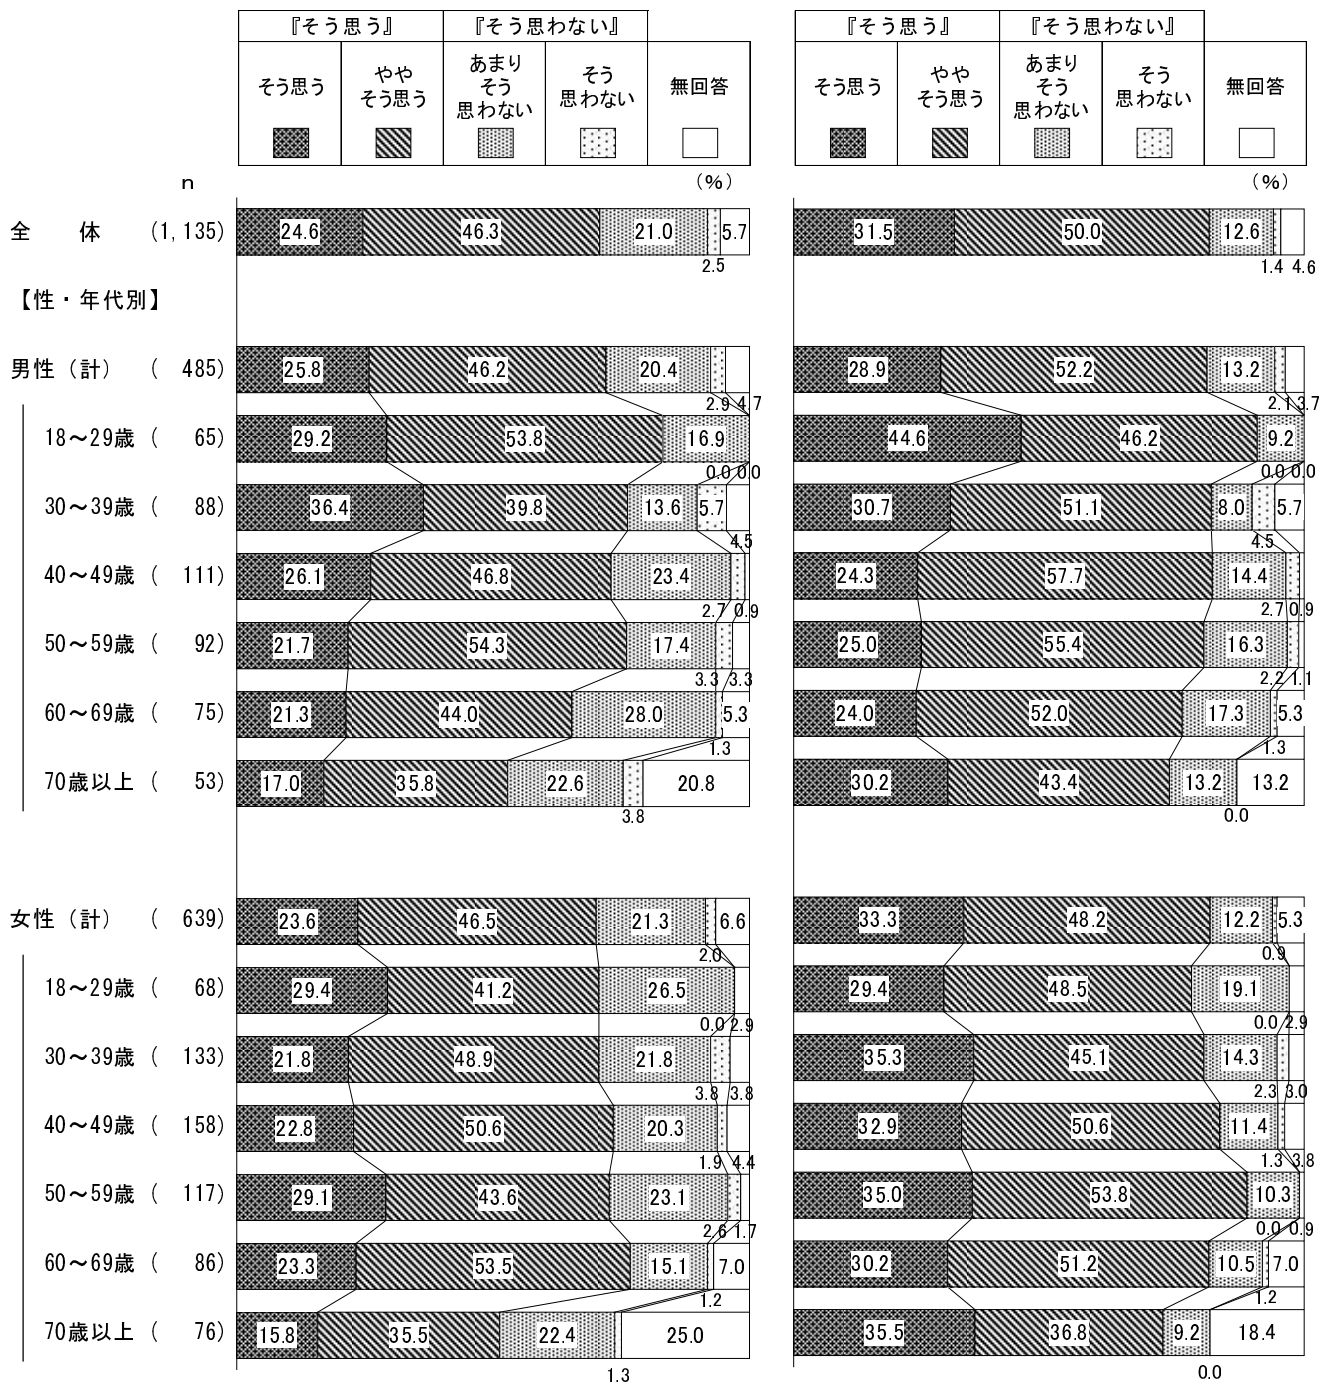 『そう思う』 『そう思わない』 『そう思う』 『そう思わない』
そう思う やや そう思う あまり そう 思わない そう 思わない 無回答 そう思う やや そう思う あまり そう 思わない そう 思わない 無回答
n (%) (%)
全 体 (1,135) 24.6 46.3 21.0 5.7 31.5 50.0 12.6
2.5 1.4 4.6
【性・年代別】
男性(計) ( 485) 25.8 46.2 20.4 28.9 52.2 13.2
2.9 4.7 2.1 3.7
18～29歳 ( 65) 29.2 53.8 16.9 44.6 46.2 9.2
0.0 0.0 0.0 0.0
30～39歳 ( 88) 36.4 39.8 13.6 5.7 30.7 51.1 8.0 5.7
4.5 4.5
40～49歳 ( 111) 26.1 46.8 23.4 24.3 57.7 14.4
2.7 0.9 2.7 0.9
50～59歳 ( 92) 21.7 54.3 17.4 25.0 55.4 16.3
3.3 3.3 2.2 1.1
60～69歳 ( 75) 21.3 44.0 28.0 5.3 24.0 52.0 17.3 5.3
1.3 1.3
70歳以上 ( 53) 17.0 35.8 22.6 20.8 30.2 43.4 13.2 13.2
3.8 0.0
女性(計) ( 639) 23.6 46.5 21.3 6.6 33.3 48.2 12.2 5.3
2.0 0.9
18～29歳 ( 68) 29.4 41.2 26.5 29.4 48.5 19.1
0.0 2.9 0.0 2.9
30～39歳 ( 133) 21.8 48.9 21.8 35.3 45.1 14.3
3.8 3.8 2.3 3.0
40～49歳 ( 158) 22.8 50.6 20.3 32.9 50.6 11.4
1.9 4.4 1.3 3.8
50～59歳 ( 117) 29.1 43.6 23.1 35.0 53.8 10.3
2.6 1.7 0.0 0.9
60～69歳 ( 86) 23.3 53.5 15.1 7.0 30.2 51.2 10.5 7.0
1.2 1.2
70歳以上 ( 76) 15.8 35.5 22.4 25.0 35.5 36.8 9.2 18.4
1.3 0.0